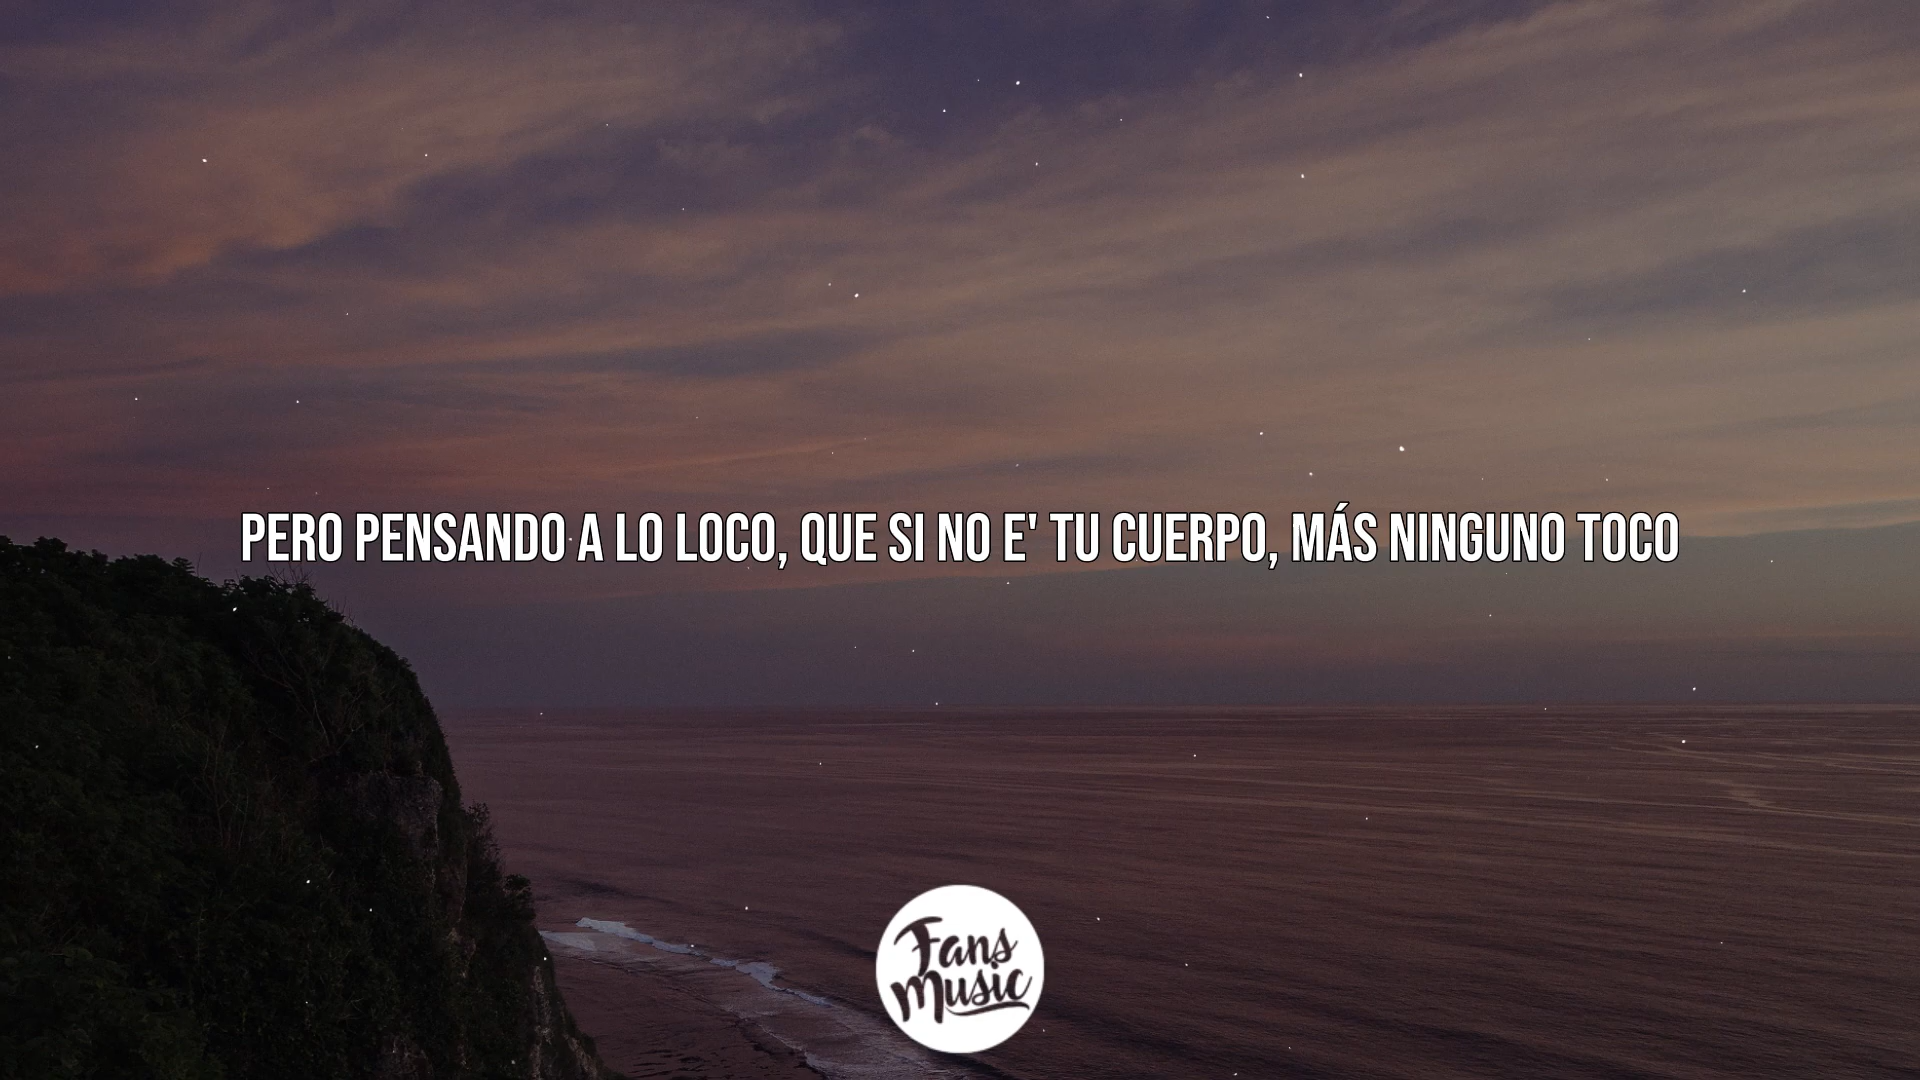 PERO PENSANDO A LO LOCO, QUE SI NO E' TU CUERPO, MÁS NINGUNO TOCO
Fans
Music